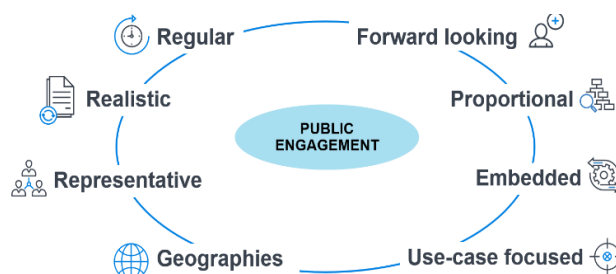 Regular
Forward looking
Realistic
Proportional
PUBLIC
ENGAGEMENT
Representative
Embedded
Geographies
Use-case focused